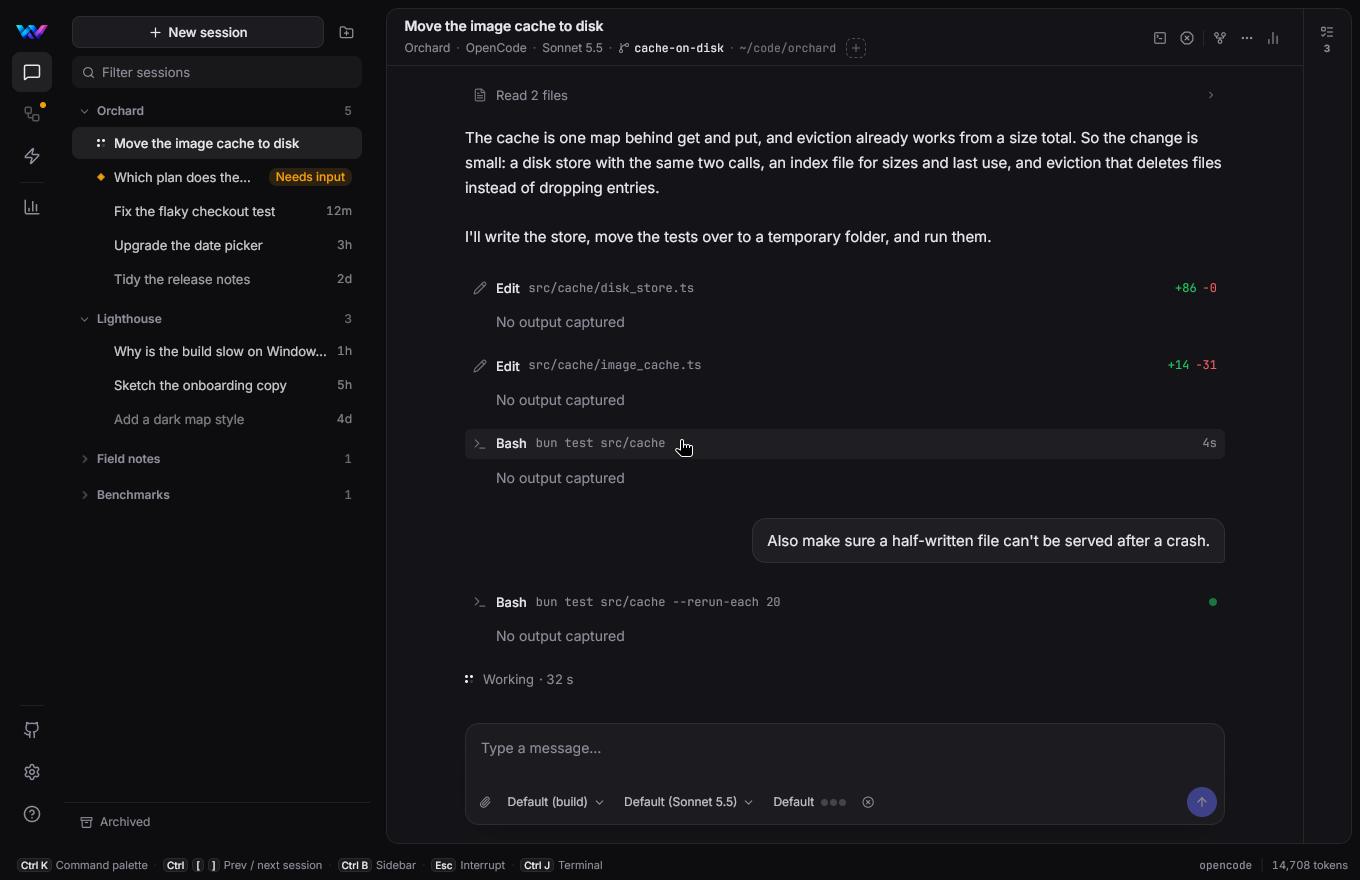 New session
Filter sessions
Orchard 5
Move the image cache to disk
Which plan does the... Needs input
Fix the flaky checkout test 12m
Upgrade the date picker 3h
Tidy the release notes 2d
Lighthouse 3
Why is the build slow on Window... 1h
Sketch the onboarding copy 5h
Add a dark map style 4d
Field notes 1
Benchmarks 1
Archived
Move the image cache to disk
Orchard · OpenCode · Sonnet 5.5 · cache-on-disk · ~/code/orchard
3
Read 2 files
The cache is one map behind get and put, and eviction already works from a size total. So the change is
small: a disk store with the same two calls, an index file for sizes and last use, and eviction that deletes files
instead of dropping entries.
I'll write the store, move the tests over to a temporary folder, and run them.
Edit src/cache/disk_store.ts +86 -0
No output captured
Edit src/cache/image_cache.ts +14 -31
No output captured
Bash bun test src/cache 4s
No output captured
Also make sure a half-written file can't be served after a crash.
Bash bun test src/cache --rerun-each 20
No output captured
Working · 32 s
Type a message...
Default (build) Default (Sonnet 5.5) Default
Ctrl K Command palette · Ctrl [ ] Prev / next session · Ctrl B Sidebar · Esc Interrupt · Ctrl J Terminal
opencode 14,708 tokens